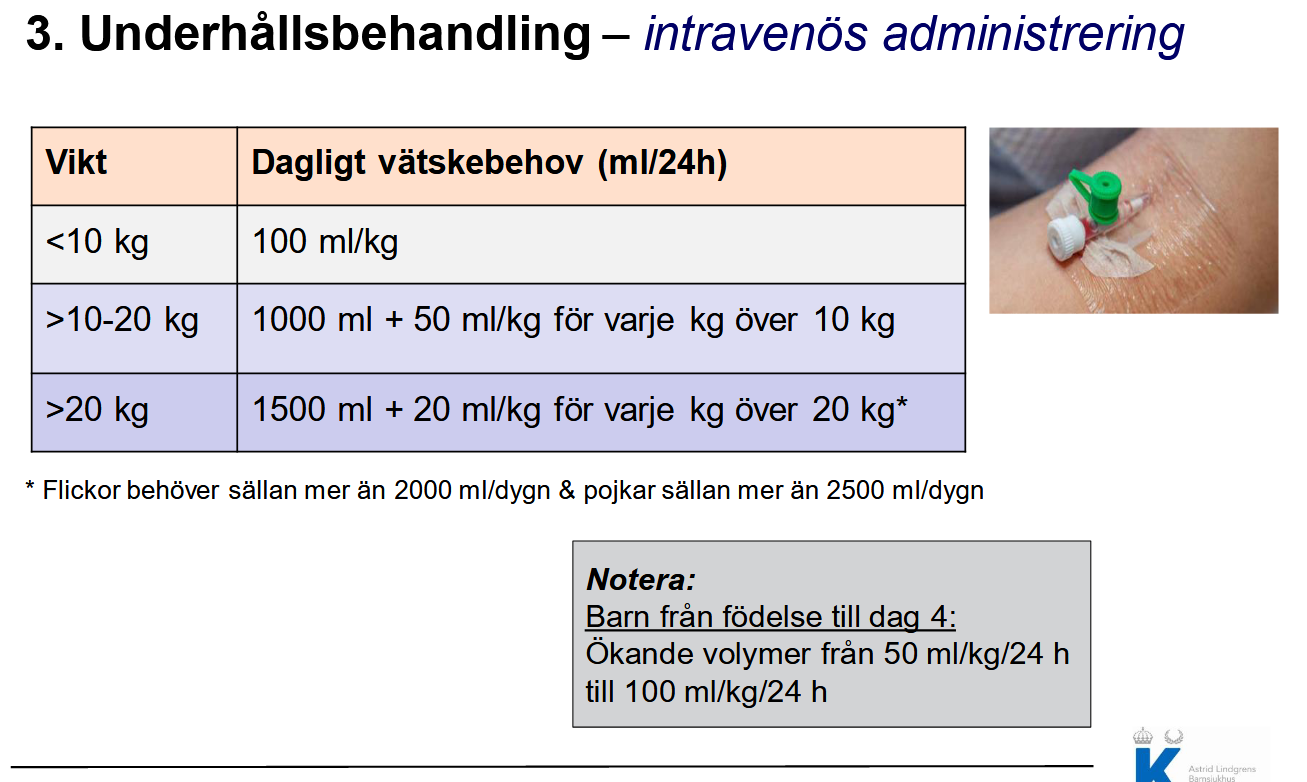 3. Underhållsbehandling – intravenös administrering
Vikt Dagligt vätskebehov (ml/24h)
<10 kg 100 ml/kg
>10-20 kg 1000 ml + 50 ml/kg för varje kg över 10 kg
>20 kg 1500 ml + 20 ml/kg för varje kg över 20 kg*
* Flickor behöver sällan mer än 2000 ml/dygn & pojkar sällan mer än 2500 ml/dygn
Notera:
Barn från födelse till dag 4:
Ökande volymer från 50 ml/kg/24 h
till 100 ml/kg/24 h
Astrid Lindgrens
Barnsjukhus